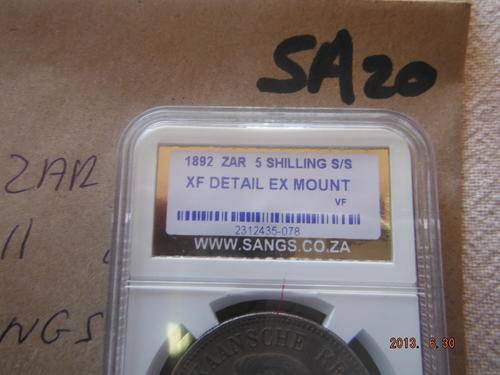 SA20
ZAR
1892 ZAR 5 SHILLING S/S
XF DETAIL EX MOUNT
VF
2312435-078
WWW.SANGS.CO.ZA
NGS
2013. 6.30